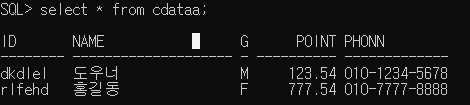 SQL> select * from cdataa;
ID NAME G POINT PHONN
-------- -------------------- - ---------- -------------
dkdlel 도우너 M 123.54 010-1234-5678
rlfehd 홍길동 F 777.54 010-7777-8888